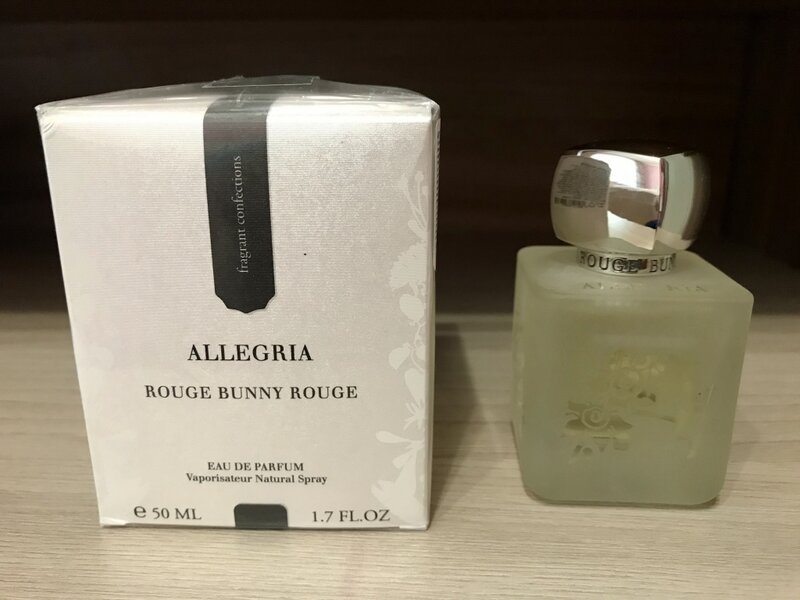 fragrant confections
ALLEGRIA
ROUGE BUNNY ROUGE
EAU DE PARFUM
Vaporisateur Natural Spray
℮ 50 ML
1.7 FL.OZ
ROUGE BUN